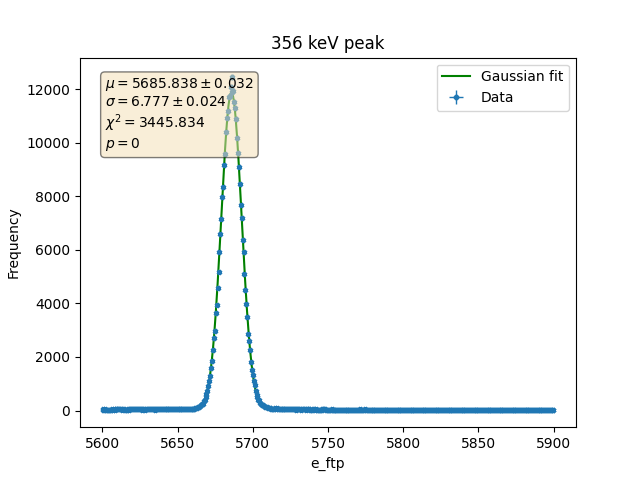 356 keV peak
μ = 5685.838 ± 0.032
σ = 6.777 ± 0.024
χ² = 3445.834
p = 0
Gaussian fit
Data
Frequency
12000
10000
8000
6000
4000
2000
0
5600 5650 5700 5750 5800 5850 5900
e_ftp